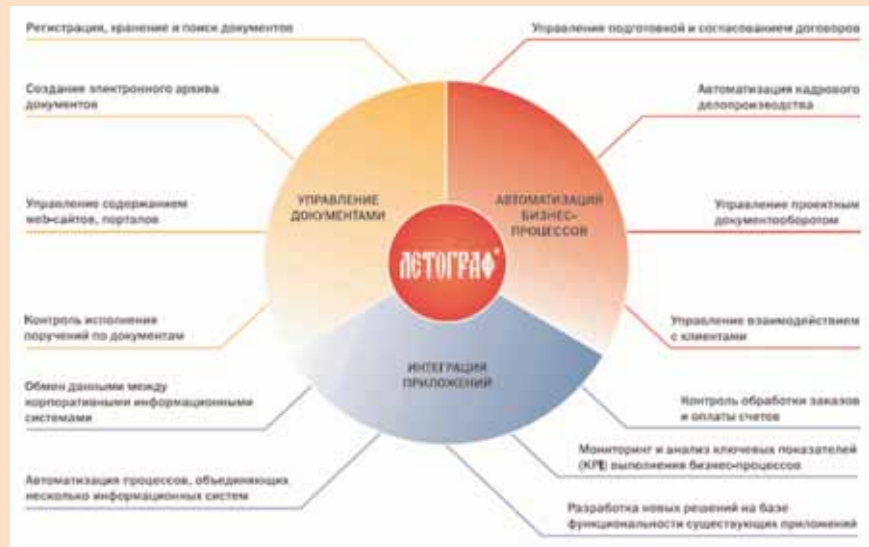 Регистрация, хранение и поиск документов
Создание электронного архива
документов
Управление содержанием
web-сайтов, порталов
Контроль исполнения
поручений по документам
Обмен данными между
корпоративными информационными
системами
Автоматизация процессов, объединяющих
несколько информационных систем
УПРАВЛЕНИЕ
ДОКУМЕНТАМИ
АВТОМАТИЗАЦИЯ
БИЗНЕС-
ПРОЦЕССОВ
ЛЕТОГРАФ
ИНТЕГРАЦИЯ
ПРИЛОЖЕНИЙ
Управление подготовкой и согласованием договоров
Автоматизация кадрового
делопроизводства
Управление проектным
документооборотом
Управление взаимодействием
с клиентами
Контроль обработки заказов
и оплаты счетов
Мониторинг и анализ ключевых показателей
(KPI) выполнения бизнес-процессов
Разработка новых решений на базе
функциональности существующих приложений